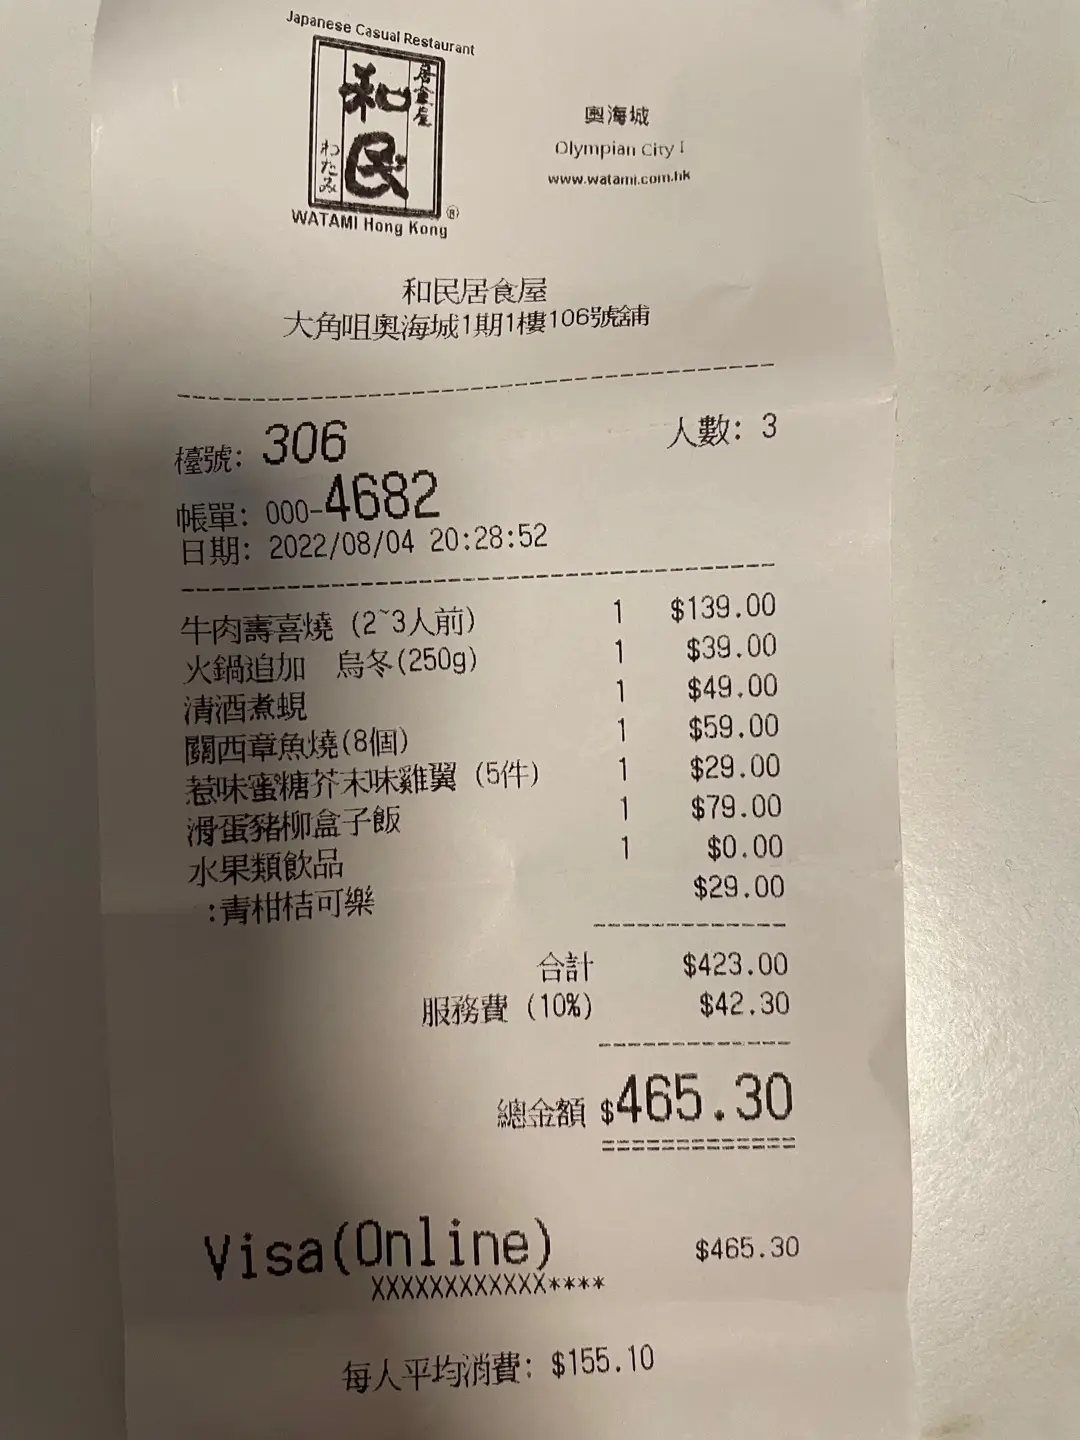 Japanese Casual Restaurant
居食屋
和民
わたみ
WATAMI Hong Kong ®
奧海城
Olympian City 1
www.watami.com.hk
和民居食屋
大角咀奧海城1期1樓106號舖
檯號: 306 人數: 3
帳單: 000-4682
日期: 2022/08/04 20:28:52
牛肉壽喜燒 (2~3人前) 1 $139.00
火鍋追加 烏冬(250g) 1 $39.00
清酒煮蜆 1 $49.00
關西章魚燒(8個) 1 $59.00
惹味蜜糖芥末味雞翼 (5件) 1 $29.00
滑蛋豬柳盒子飯 1 $79.00
水果類飲品 1 $0.00
:青柑桔可樂 $29.00
合計 $423.00
服務費 (10%) $42.30
總金額 $465.30
Visa(Online) $465.30
XXXXXXXXXXXX****
每人平均消費: $155.10